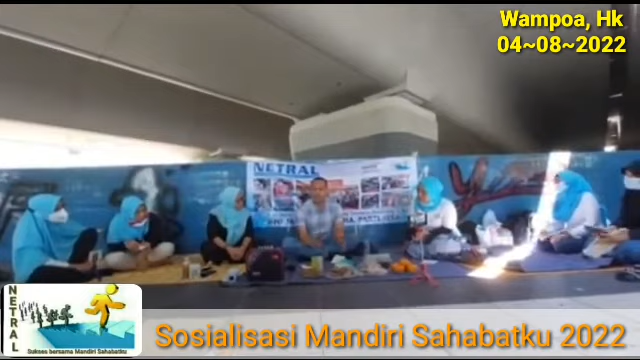 Wampoa, Hk
04~08~2022
NETRAL
NETRAL
Sukses bersama Mandiri Sahabatku
Sosialisasi Mandiri Sahabatku 2022